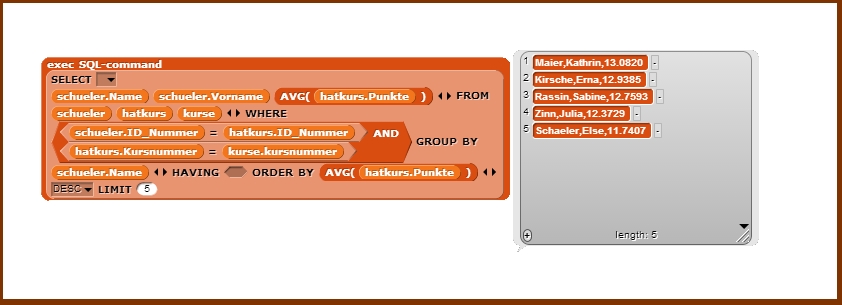 exec SQL-command
SELECT
schueler.Name schueler.Vorname AVG( hatkurs.Punkte ) FROM
schueler hatkurs kurse WHERE
schueler.ID_Nummer = hatkurs.ID_Nummer AND
hatkurs.Kursnummer = kurse.kursnummer GROUP BY
schueler.Name HAVING ORDER BY AVG( hatkurs.Punkte )
DESC LIMIT 5
1 Maier,Kathrin,13.0820 -
2 Kirsche,Erna,12.9385 -
3 Rassin,Sabine,12.7593 -
4 Zinn,Julia,12.3729 -
5 Schaeler,Else,11.7407 -
+ length: 5